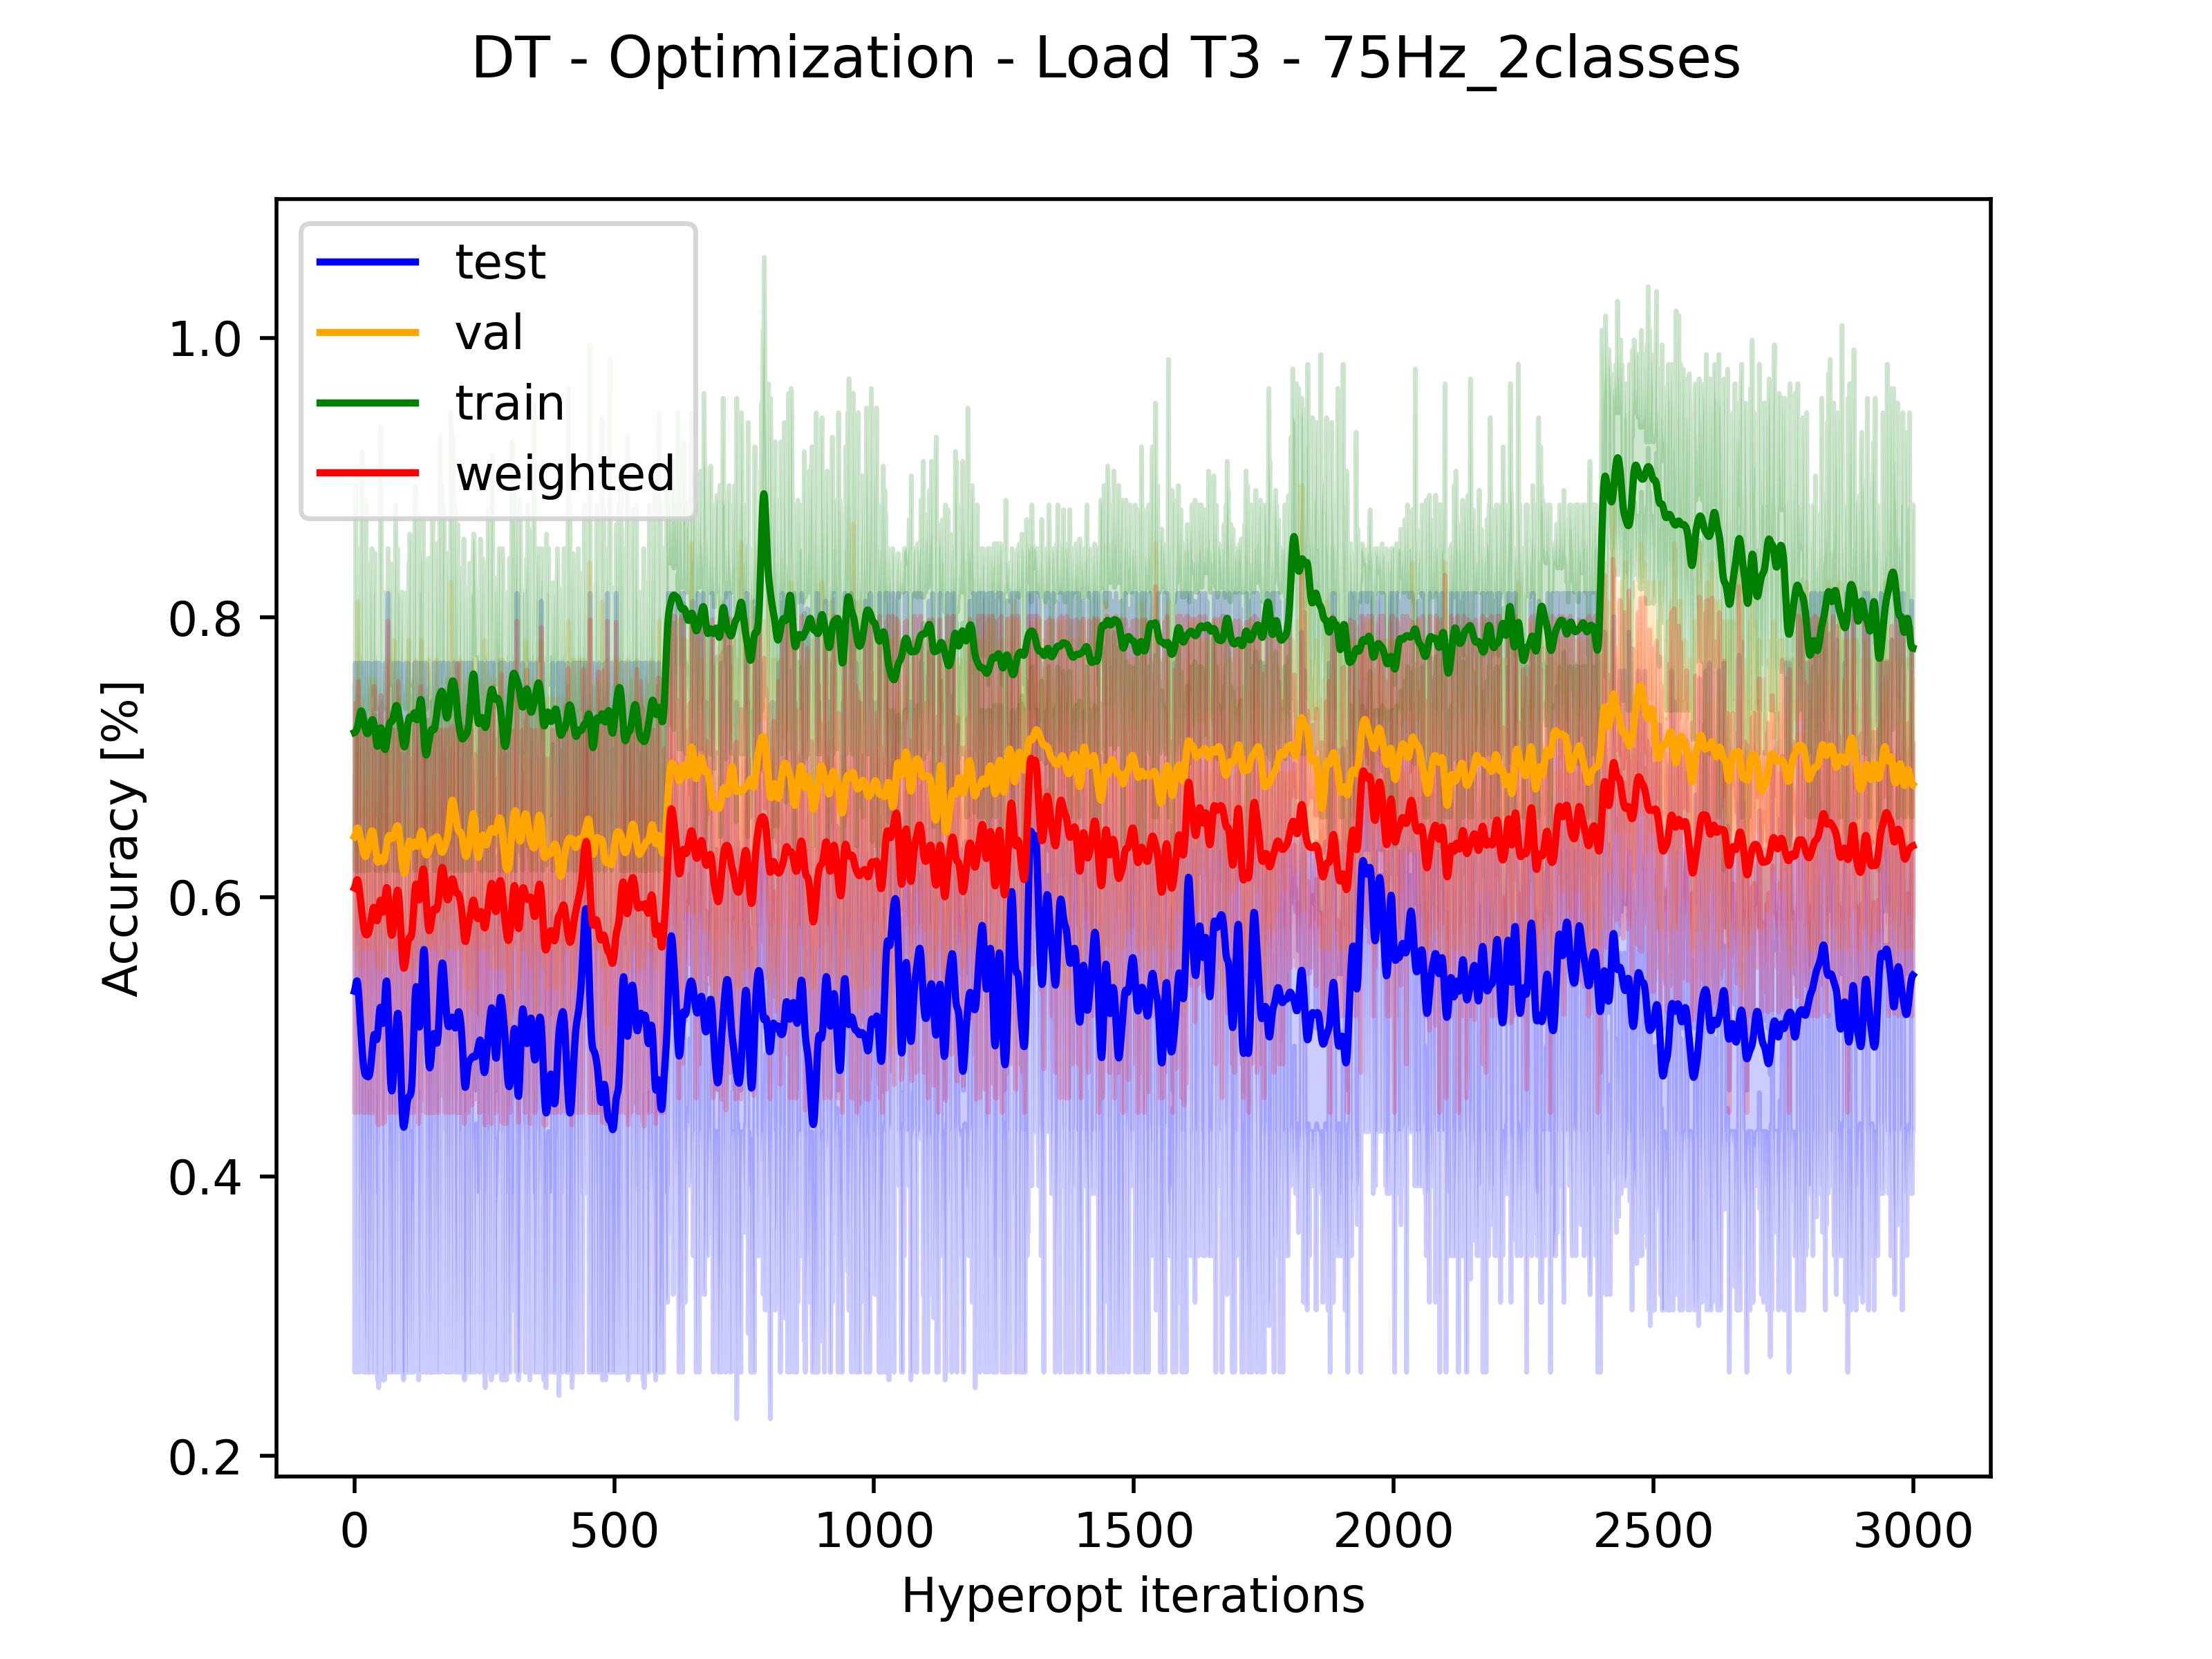 DT - Optimization - Load T3 - 75Hz_2classes
test
val
train
weighted
1.0
0.8
0.6
0.4
0.2
Accuracy [%]
0 500 1000 1500 2000 2500 3000
Hyperopt iterations